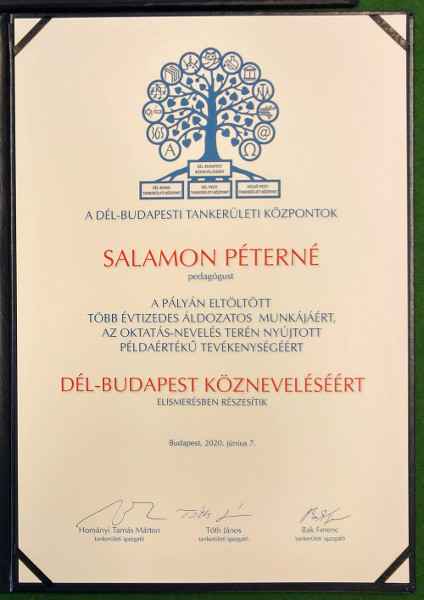 DÉL-BUDAPEST
KÖZNEVELÉSÉÉRT
DÉL-BUDAI
TANKERÜLETI KÖZPONT
DÉL-PESTI
TANKERÜLETI KÖZPONT
KÜLSŐ-PESTI
TANKERÜLETI KÖZPONT
A DÉL-BUDAPESTI TANKERÜLETI KÖZPONTOK
SALAMON PÉTERNÉ
pedagógust
A PÁLYÁN ELTÖLTÖTT
TÖBB ÉVTIZEDES ÁLDOZATOS MUNKÁJÁÉRT,
AZ OKTATÁS-NEVELÉS TERÉN NYÚJTOTT
PÉLDAÉRTÉKŰ TEVÉKENYSÉGÉÉRT
DÉL-BUDAPEST KÖZNEVELÉSÉÉRT
ELISMERÉSBEN RÉSZESÍTIK
Budapest, 2020. június 7.
Hományi Tamás Márton
tankerületi igazgató
Tóth János
tankerületi igazgató
Bak Ferenc
tankerületi igazgató